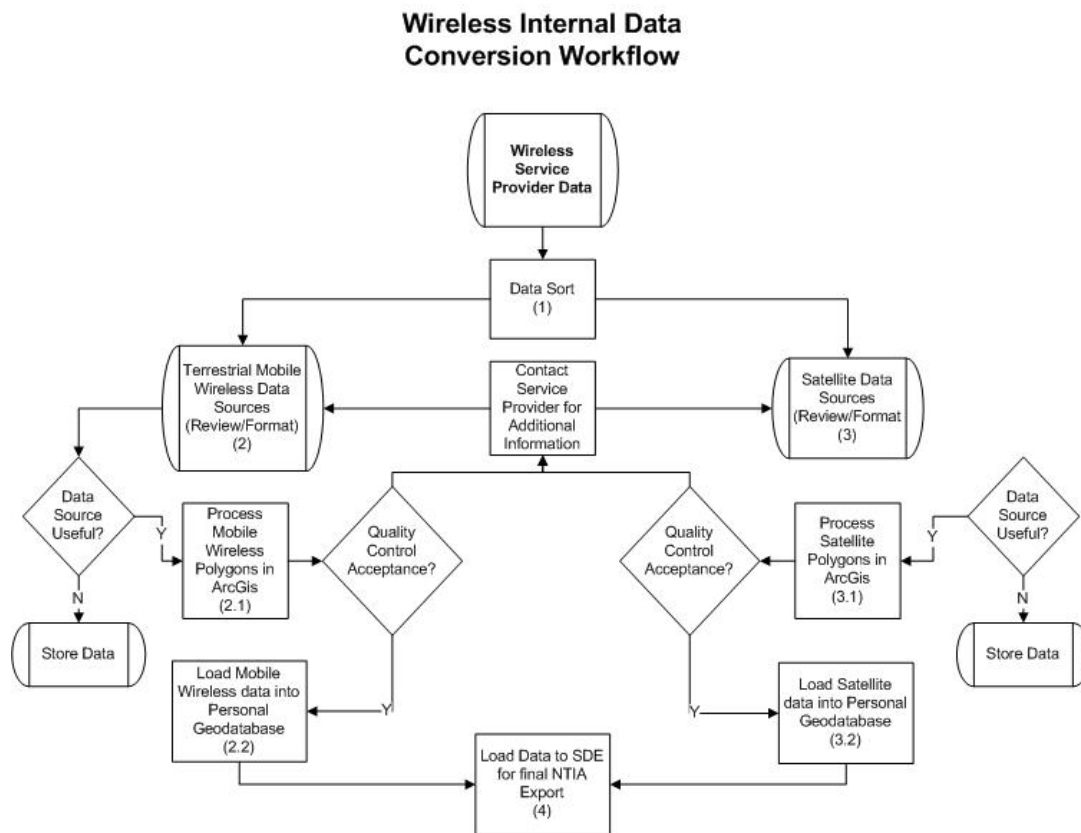 Wireless Internal Data
Conversion Workflow
Wireless
Service
Provider Data
Data Sort
(1)
Terrestrial Mobile
Wireless Data
Sources
(Review/Format)
(2)
Contact
Service
Provider for
Additional
Information
Satellite Data
Sources
(Review/Format
(3)
Data
Source
Useful?
Y
N
Store Data
Process
Mobile
Wireless
Polygons in
ArcGis
(2.1)
Quality
Control
Acceptance?
Y
Quality
Control
Acceptance?
Y
Process
Satellite
Polygons in
ArcGis
(3.1)
Data
Source
Useful?
Y
N
Store Data
Load Mobile
Wireless data into
Personal
Geodatabase
(2.2)
Load Satellite
data into Personal
Geodatabase
(3.2)
Load Data to SDE
for final NTIA
Export
(4)